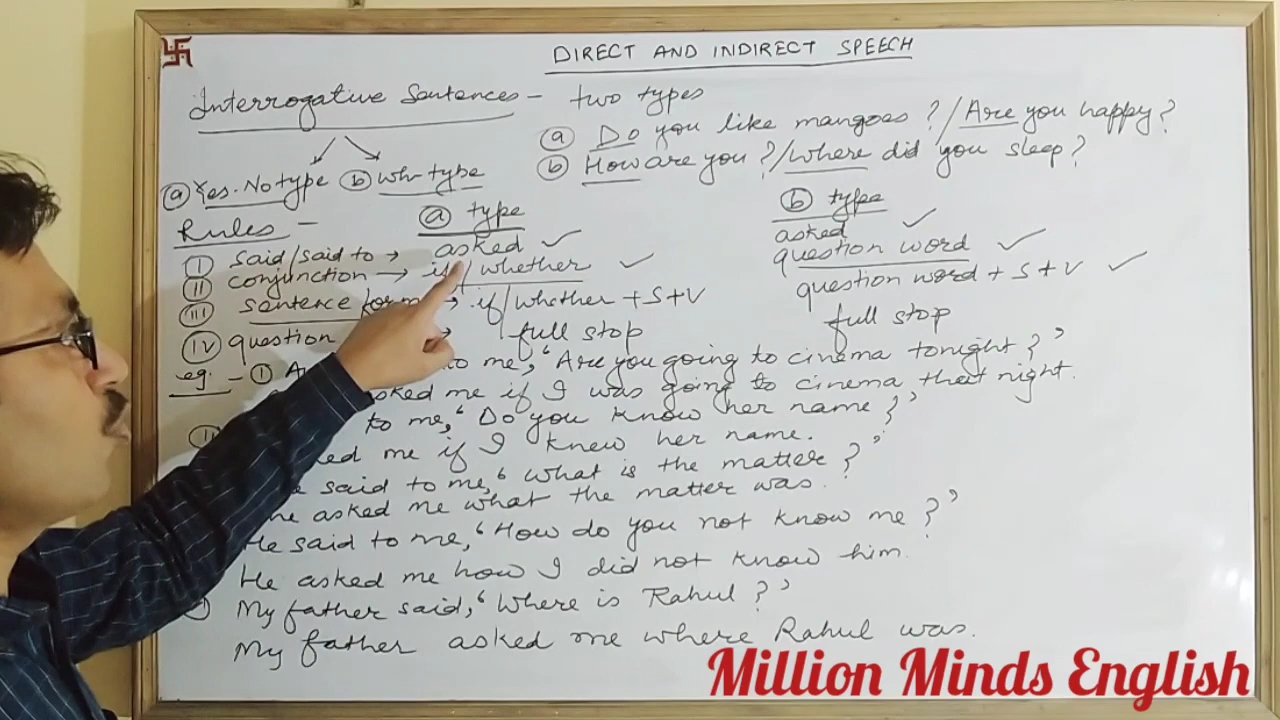 DIRECT AND INDIRECT SPEECH
Interrogative Sentences - two types
(a) Do you like mangoes ? / Are you happy ?
(b) How are you ? / Where did you sleep ?
(a) Yes-No type (b) Wh-type
Rules -
(a) type
(b) type
(I) said/said to → asked ✓
asked ✓
(II) conjunction → if / whether ✓
question word ✓
(III) sentence form → if/whether + S+V
question word + S + V ✓
(IV) question → full stop
full stop
eg. - (1) to me, 'Are you going to cinema tonight ?'
asked me if I was going to cinema that night.
(II) to me, 'Do you know her name ?'
me if I knew her name.
said to me, 'What is the matter ?'
asked me what the matter was.
He said to me, 'How do you not know me ?'
He asked me how I did not know him.
My father said, 'Where is Rahul ?'
My father asked me where Rahul was.
Million Minds English